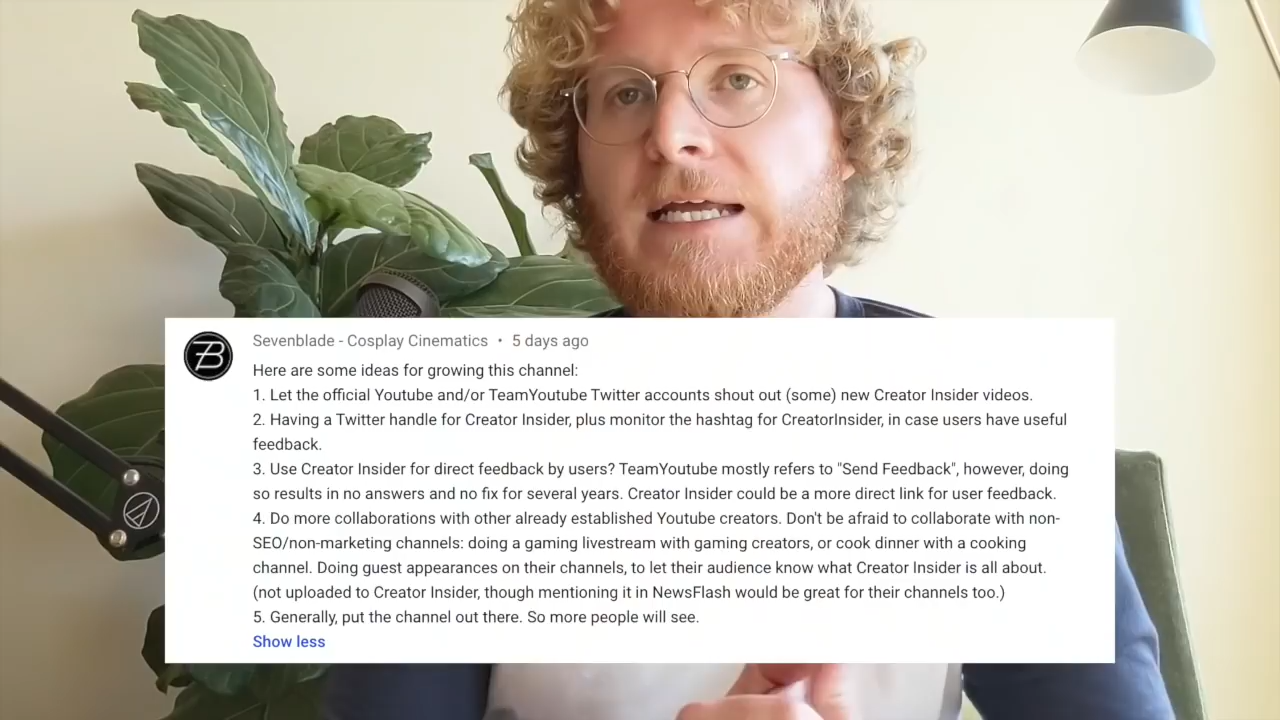 Sevenblade - Cosplay Cinematics • 5 days ago
Here are some ideas for growing this channel:
1. Let the official Youtube and/or TeamYoutube Twitter accounts shout out (some) new Creator Insider videos.
2. Having a Twitter handle for Creator Insider, plus monitor the hashtag for CreatorInsider, in case users have useful
feedback.
3. Use Creator Insider for direct feedback by users? TeamYoutube mostly refers to "Send Feedback", however, doing
so results in no answers and no fix for several years. Creator Insider could be a more direct link for user feedback.
4. Do more collaborations with other already established Youtube creators. Don't be afraid to collaborate with non-
SEO/non-marketing channels: doing a gaming livestream with gaming creators, or cook dinner with a cooking
channel. Doing guest appearances on their channels, to let their audience know what Creator Insider is all about.
(not uploaded to Creator Insider, though mentioning it in NewsFlash would be great for their channels too.)
5. Generally, put the channel out there. So more people will see.
Show less